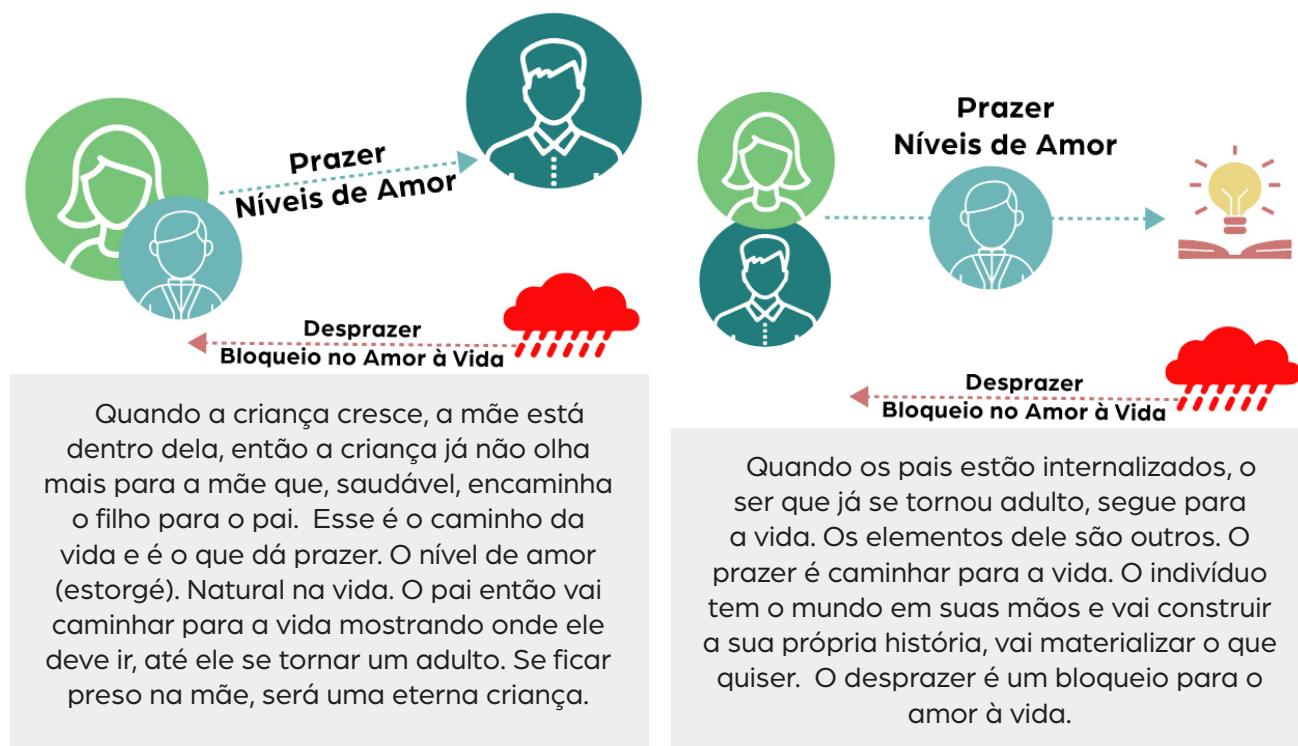 Prazer
Níveis de Amor
Desprazer
Bloqueio no Amor à Vida
Quando a criança cresce, a mãe está
dentro dela, então a criança já não olha
mais para a mãe que, saudável, encaminha
o filho para o pai.  Esse é o caminho da
vida e é o que dá prazer. O nível de amor
(estorgé). Natural na vida. O pai então vai
caminhar para a vida mostrando onde ele
deve ir, até ele se tornar um adulto. Se ficar
preso na mãe, será uma eterna criança.
Prazer
Níveis de Amor
Desprazer
Bloqueio no Amor à Vida
Quando os pais estão internalizados, o
ser que já se tornou adulto, segue para
a vida. Os elementos dele são outros. O
prazer é caminhar para a vida. O indivíduo
tem o mundo em suas mãos e vai construir
a sua própria história, vai materializar o que
quiser.  O desprazer é um bloqueio para o
amor à vida.